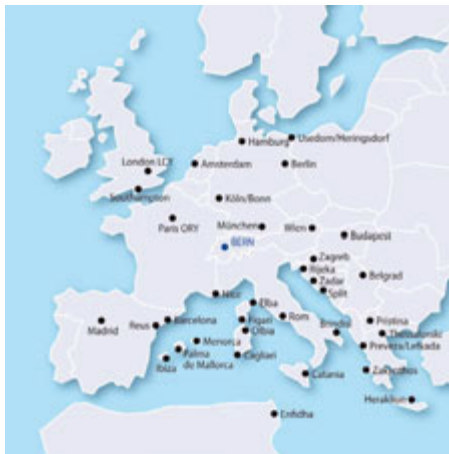 Hamburg
Usedom/Heringsdorf
London LCY
Amsterdam
Berlin
Southampton
Köln/Bonn
Paris ORY
München
Wien
Budapest
BERN
Zagreb
Rijeka
Belgrad
Zadar
Split
Nice
Elba
Madrid
Reus
Barcelona
Figari
Rom
Brindisi
Pristina
Olbia
Thessaloniki
Menorca
Preveza/Lefkada
Ibiza
Palma
de Mallorca
Cagliari
Catania
Zakynthos
Heraklion
Enfidha